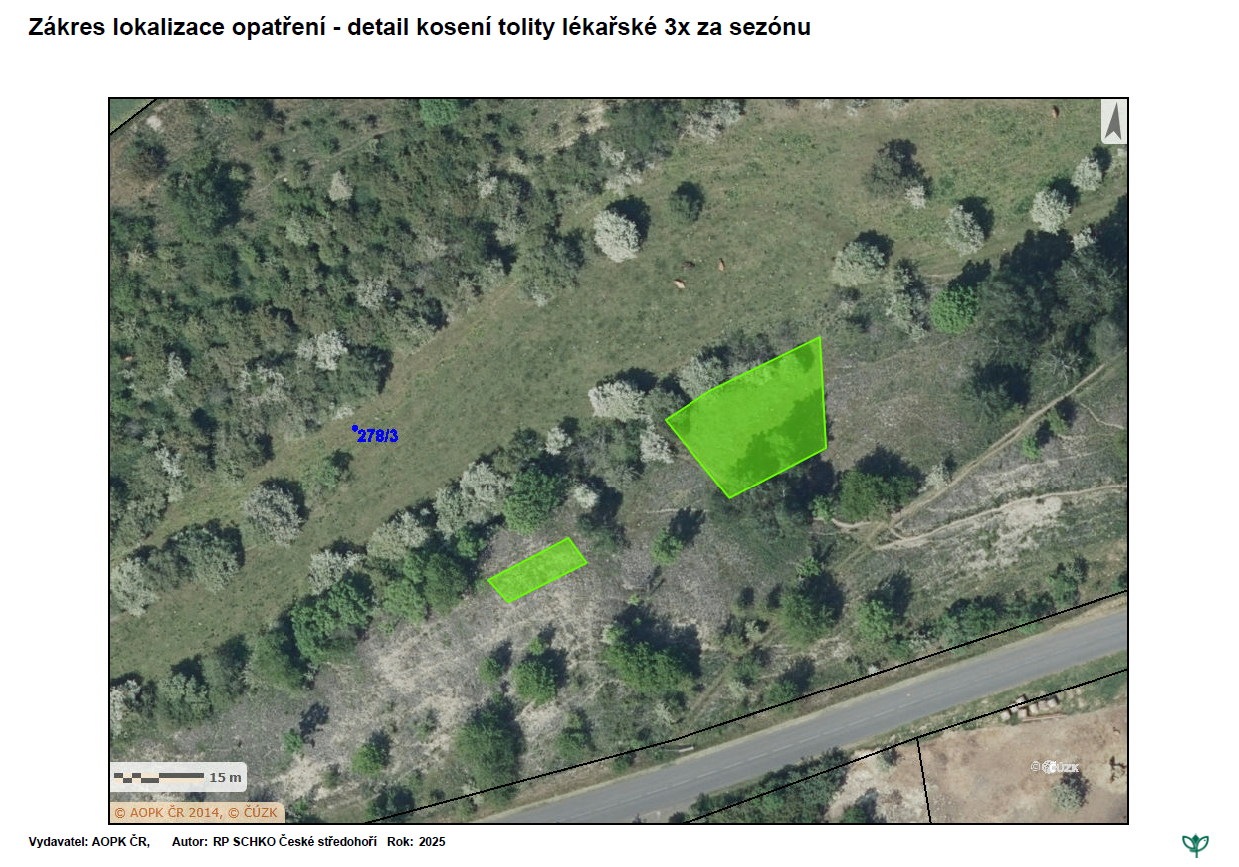 Zákres lokalizace opatření - detail kosení tolity lékařské 3x za sezónu
278/3
© ČÚZK
15 m
© AOPK ČR 2014, © ČÚZK
Vydavatel: AOPK ČR, Autor: RP SCHKO České středohoří Rok: 2025